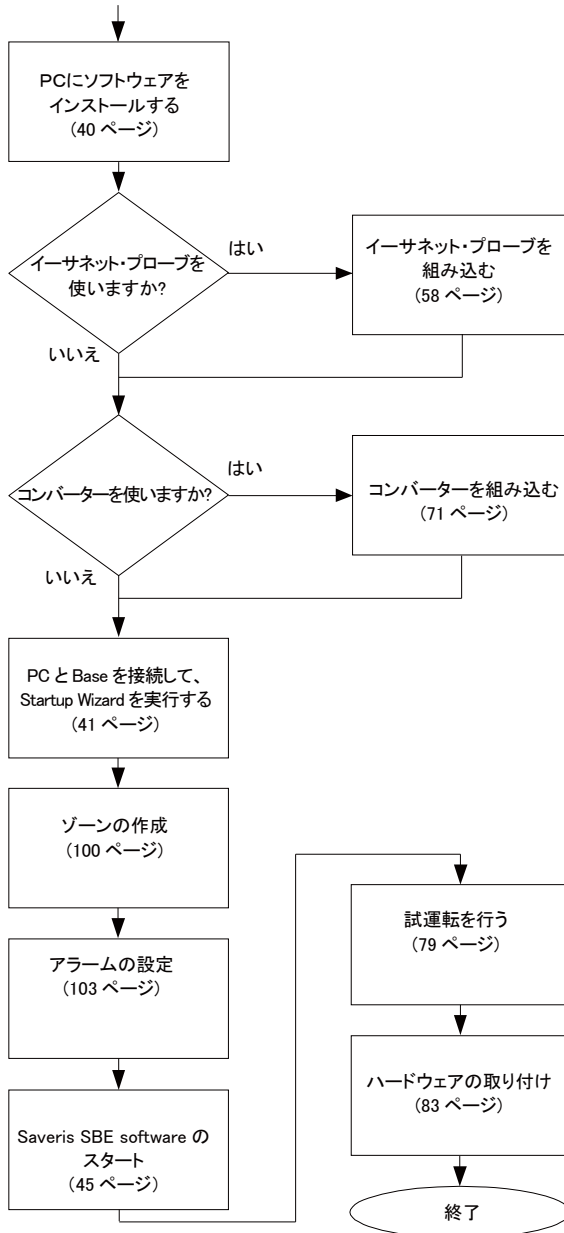 PCにソフトウェアを
インストールする
(40 ページ)
イーサネット・プローブを
使いますか?
はい
イーサネット・プローブを
組み込む
(58 ページ)
いいえ
コンバーターを使いますか?
はい
コンバーターを組み込む
(71 ページ)
いいえ
PC と Base を接続して、
Startup Wizard を実行する
(41 ページ)
ゾーンの作成
(100 ページ)
アラームの設定
(103 ページ)
Saveris SBE software の
スタート
(45 ページ)
試運転を行う
(79 ページ)
ハードウェアの取り付け
(83 ページ)
終了